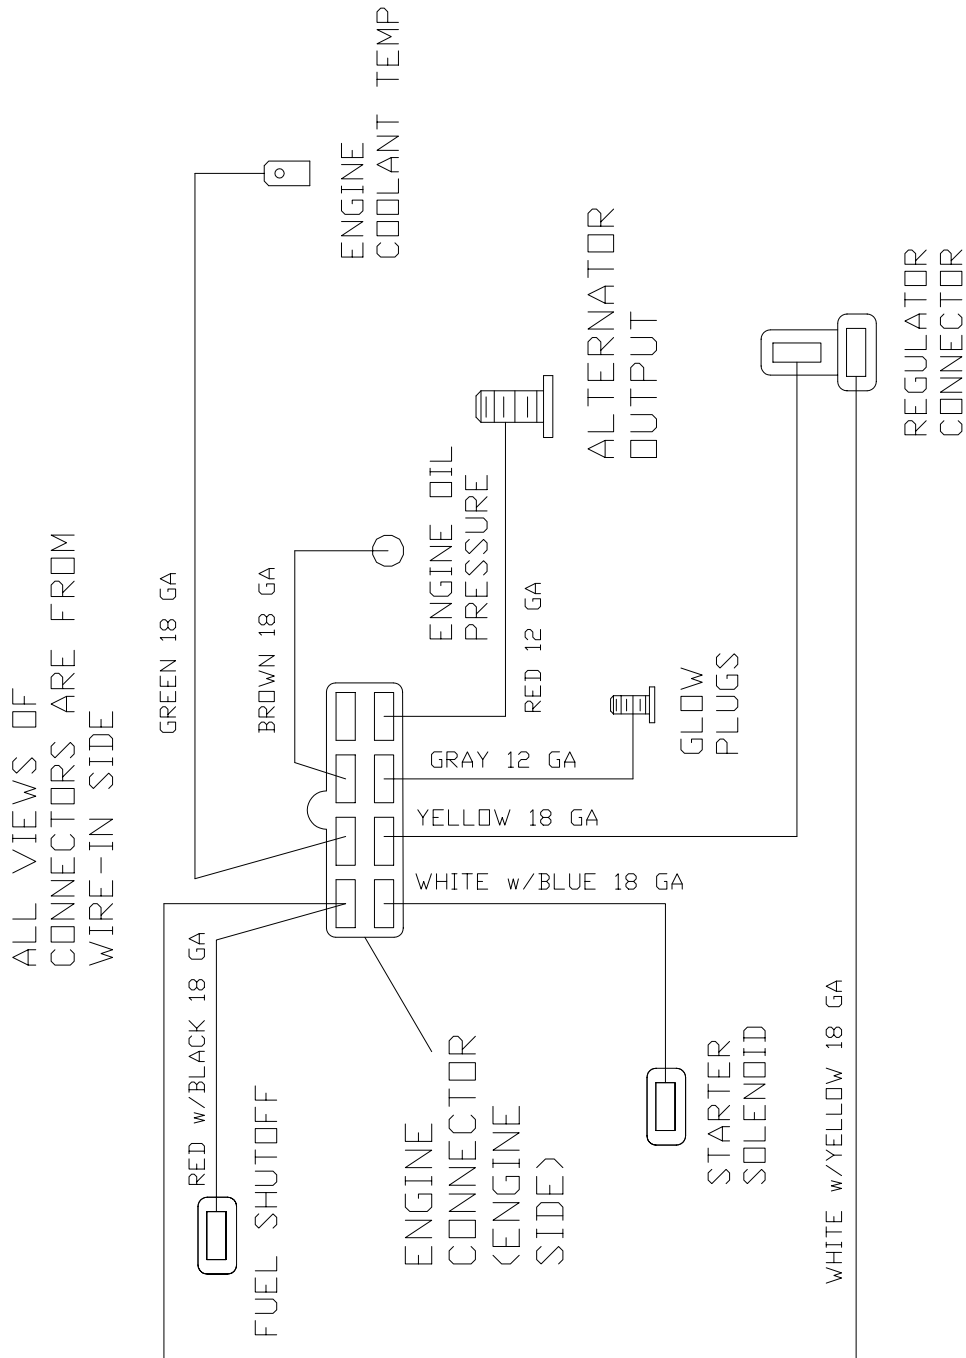 ALL VIEWS OF
CONNECTORS ARE FROM
WIRE-IN SIDE
GREEN 18 GA
ENGINE
COOLANT TEMP
BROWN 18 GA
ENGINE OIL
PRESSURE
RED 12 GA
ALTERNATOR
OUTPUT
GRAY 12 GA
GLOW
PLUGS
YELLOW 18 GA
REGULATOR
CONNECTOR
WHITE w/BLUE 18 GA
STARTER
SOLENOID
RED w/BLACK 18 GA
FUEL SHUTOFF
ENGINE
CONNECTOR
(ENGINE
SIDE)
WHITE w/YELLOW 18 GA